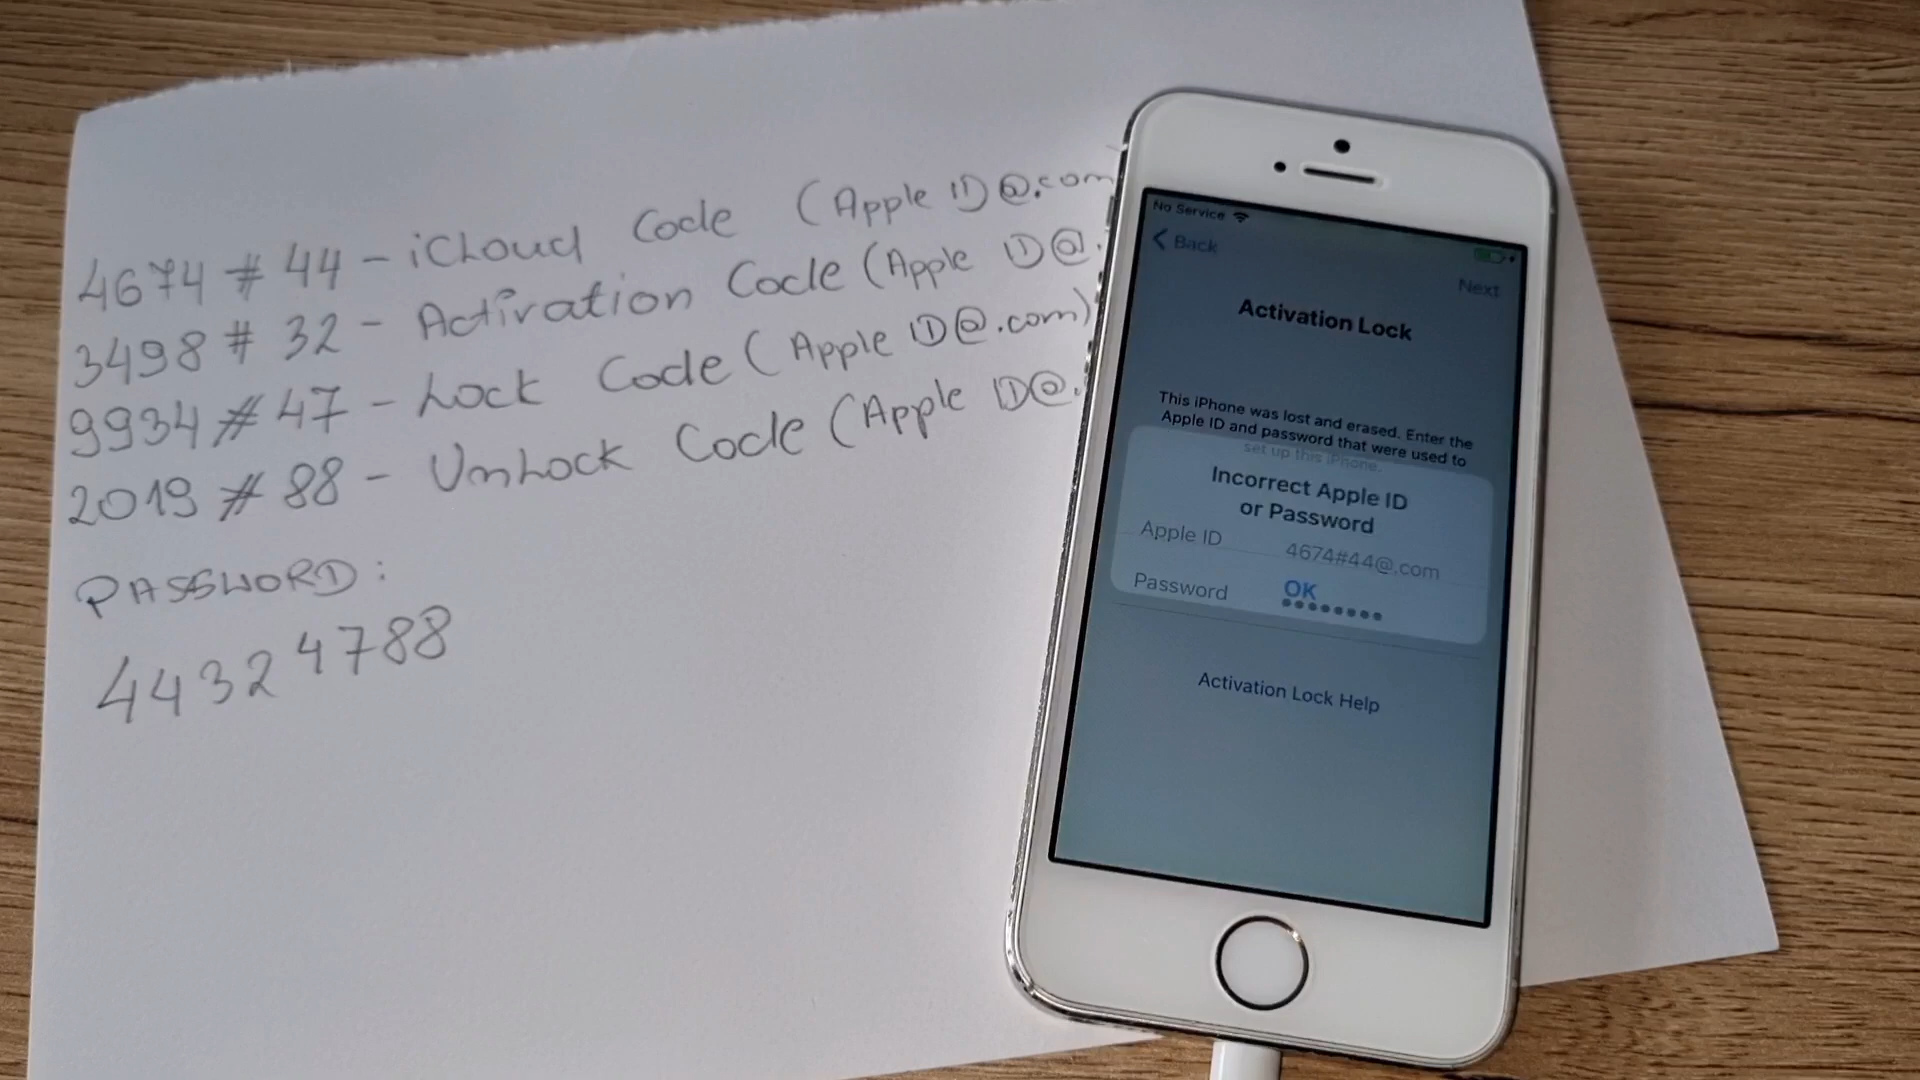 4674 # 44 - iCloud Code (Apple ID@.com
3498 # 32 - Activation Code (Apple ID@.
9934 # 47 - Lock Code (Apple ID@.com)
2019 # 88 - Unlock Code (Apple ID@.
PASSWORD:
44324788
No Service
Back
Next
Activation Lock
This iPhone was lost and erased. Enter the
Apple ID and password that were used to
set up this iPhone.
Incorrect Apple ID
or Password
Apple ID 4674#44@.com
OK
Password ••••••••
Activation Lock Help